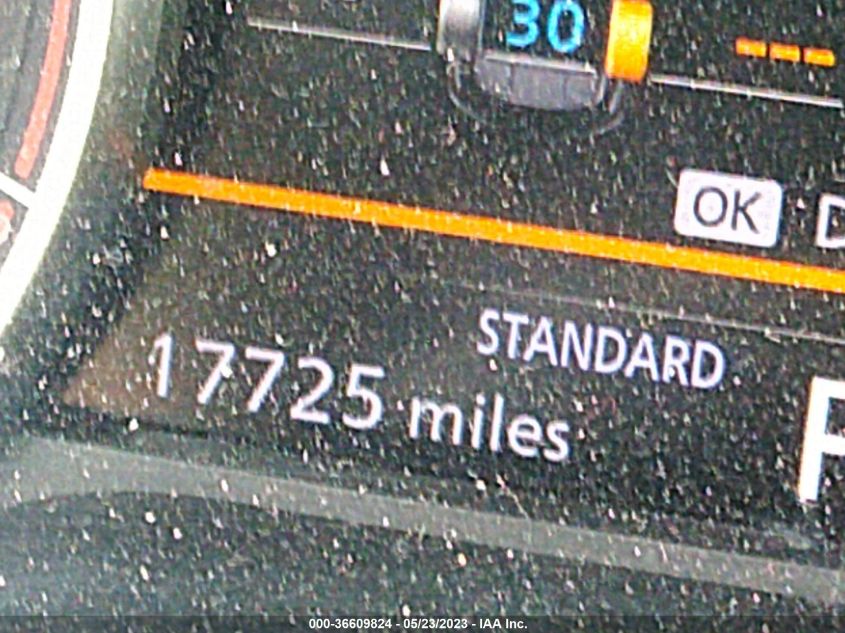 30
OK
STANDARD
17725 miles
P
000-36609824 - 05/23/2023 - IAA Inc.